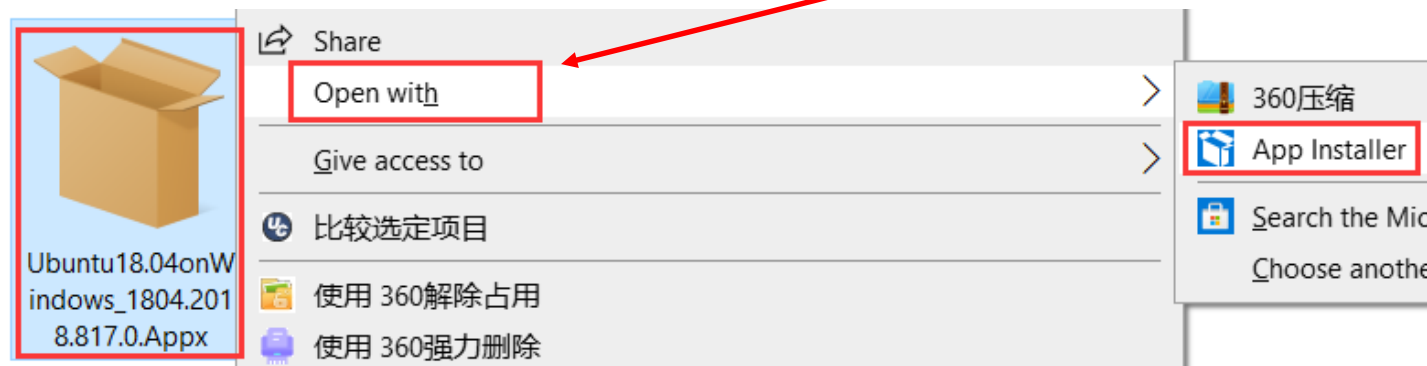 Share
Open with
Give access to
比较选定项目
使用 360解除占用
使用 360强力删除
Ubuntu18.04onW
indows_1804.201
8.817.0.Appx
360压缩
App Installer
Search the Mic
Choose anothe